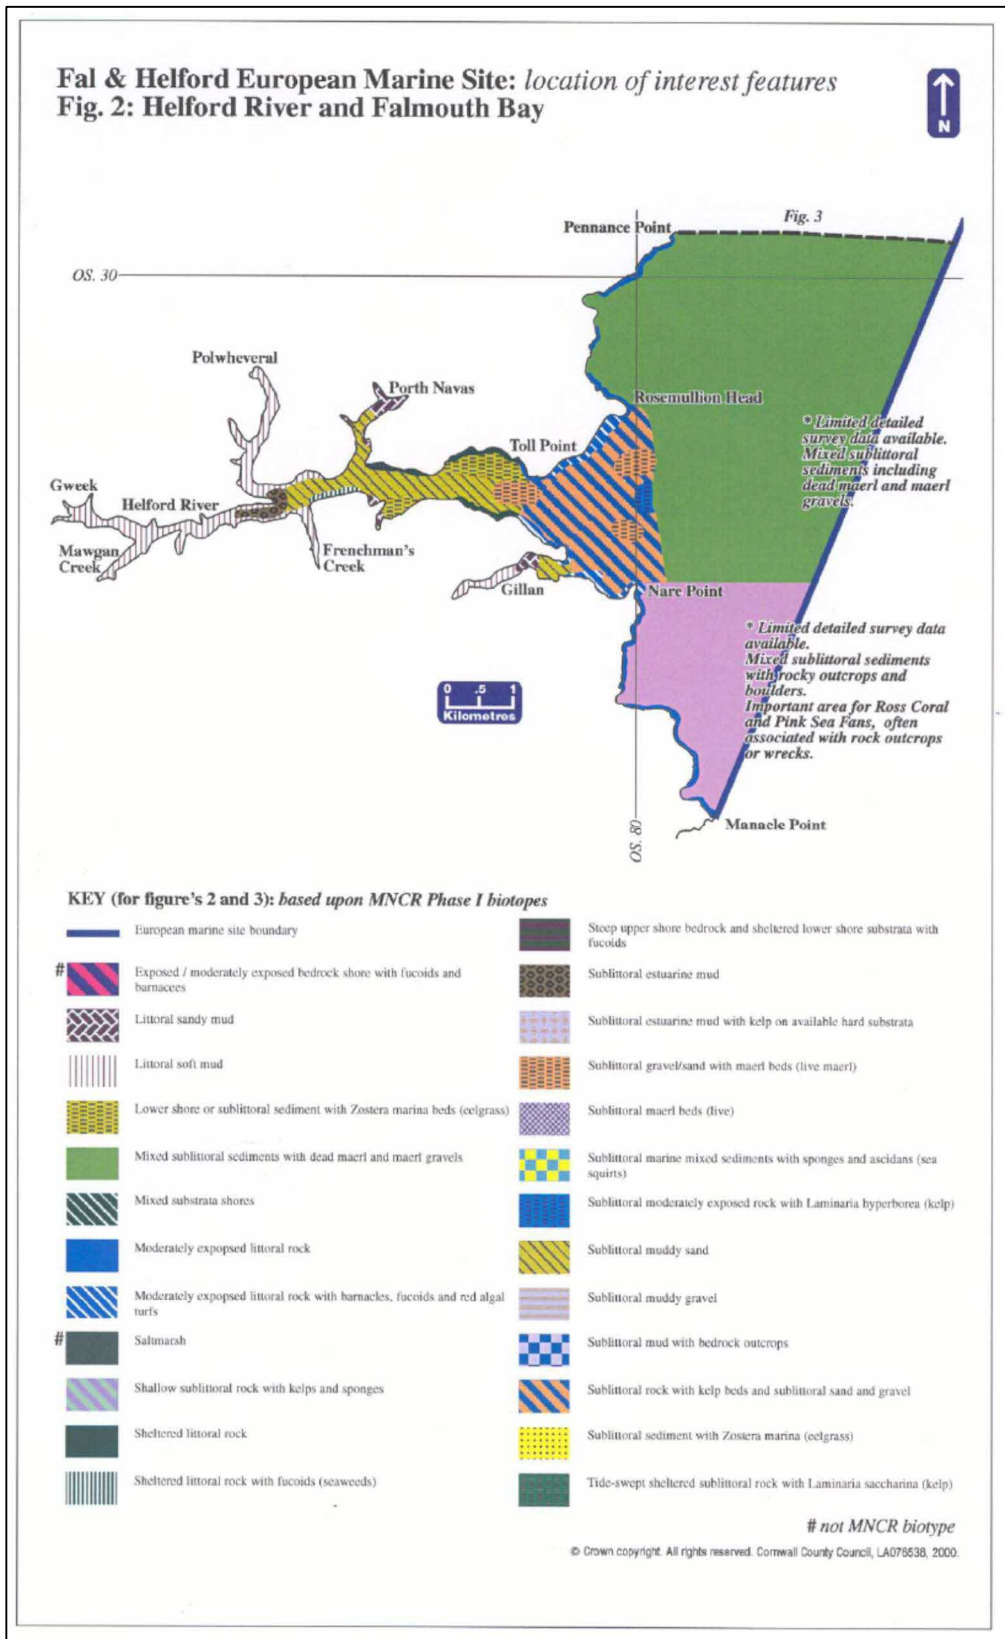 Fal & Helford European Marine Site: location of interest features
Fig. 2: Helford River and Falmouth Bay
N
Pennance Point
Fig. 3
OS. 30
Polwheveral
Porth Navas
Rosemullion Head
* Limited detailed
survey data available.
Mixed sublittoral
sediments including
dead maerl and maerl
gravels.
Toll Point
Gweek
Helford River
Mawgan
Creek
Frenchman's
Creek
Gillan
Nare Point
* Limited detailed survey data
available.
Mixed sublittoral sediments
with rocky outcrops and
boulders.
Important area for Ross Coral
and Pink Sea Fans, often
associated with rock outcrops
or wrecks.
0 .5 1
Kilometres
OS. 80
Manacle Point
KEY (for figure's 2 and 3): based upon MNCR Phase I biotopes
European marine site boundary
# Exposed / moderately exposed bedrock shore with fucoids and
barnacees
Littoral sandy mud
Littoral soft mud
Lower shore or sublittoral sediment with Zostera marina beds (eelgrass)
Mixed sublittoral sediments with dead maerl and maerl gravels
Mixed substrata shores
Moderately expopsed littoral rock
Moderately expopsed littoral rock with barnacles, fucoids and red algal
turfs
# Saltmarsh
Shallow sublittoral rock with kelps and sponges
Sheltered littoral rock
Sheltered littoral rock with fucoids (seaweeds)
Steep upper shore bedrock and sheltered lower shore substrata with
fucoids
Sublittoral estuarine mud
Sublittoral estuarine mud with kelp on available hard substrata
Sublittoral gravel/sand with maerl beds (live maerl)
Sublittoral maerl beds (live)
Sublittoral marine mixed sediments with sponges and ascidans (sea
squirts)
Sublittoral moderately exposed rock with Laminaria hyperborea (kelp)
Sublittoral muddy sand
Sublittoral muddy gravel
Sublittoral mud with bedrock outcrops
Sublittoral rock with kelp beds and sublittoral sand and gravel
Sublittoral sediment with Zostera marina (eelgrass)
Tide-swept sheltered sublittoral rock with Laminaria saccharina (kelp)
# not MNCR biotype
© Crown copyright. All rights reserved. Cornwall County Council, LA076538, 2000.